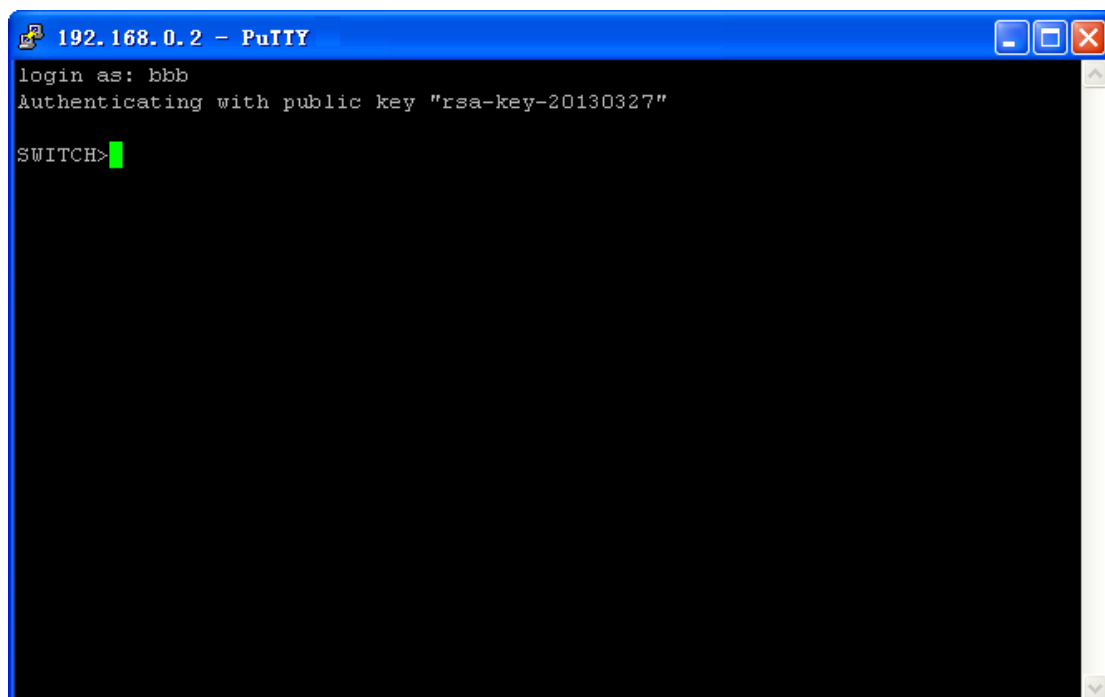 192.168.0.2 - PuTTY
login as: bbb
Authenticating with public key "rsa-key-20130327"
SWITCH>